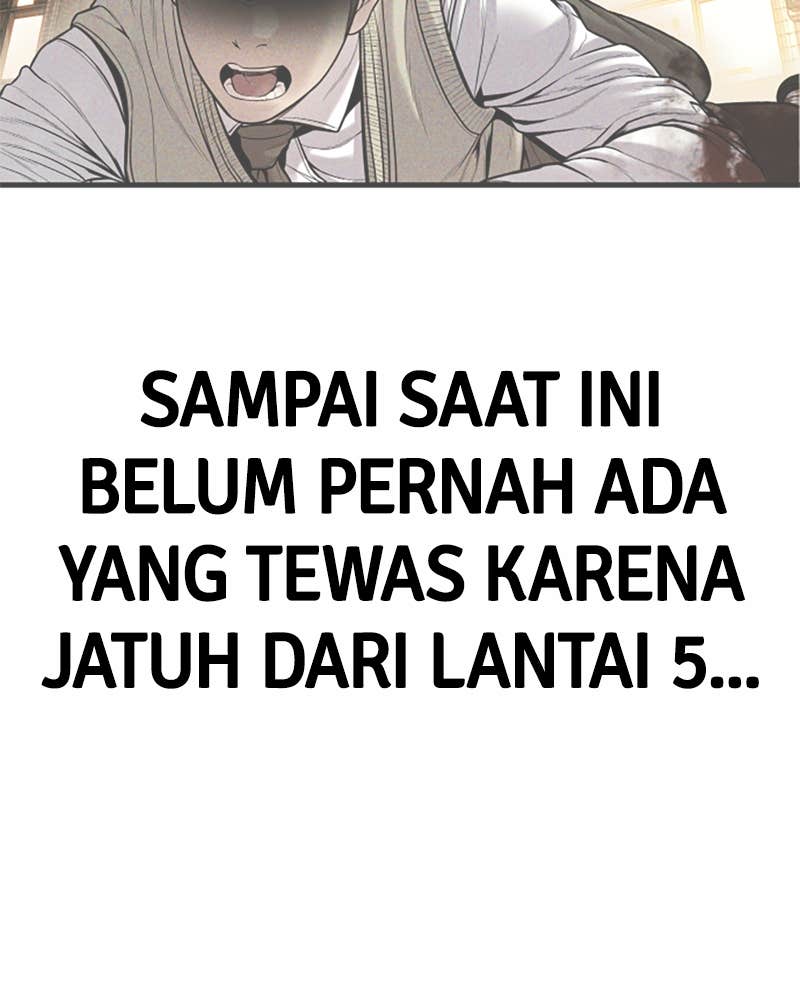 SAMPAI SAAT INI
BELUM PERNAH ADA
YANG TEWAS KARENA
JATUH DARI LANTAI 5...